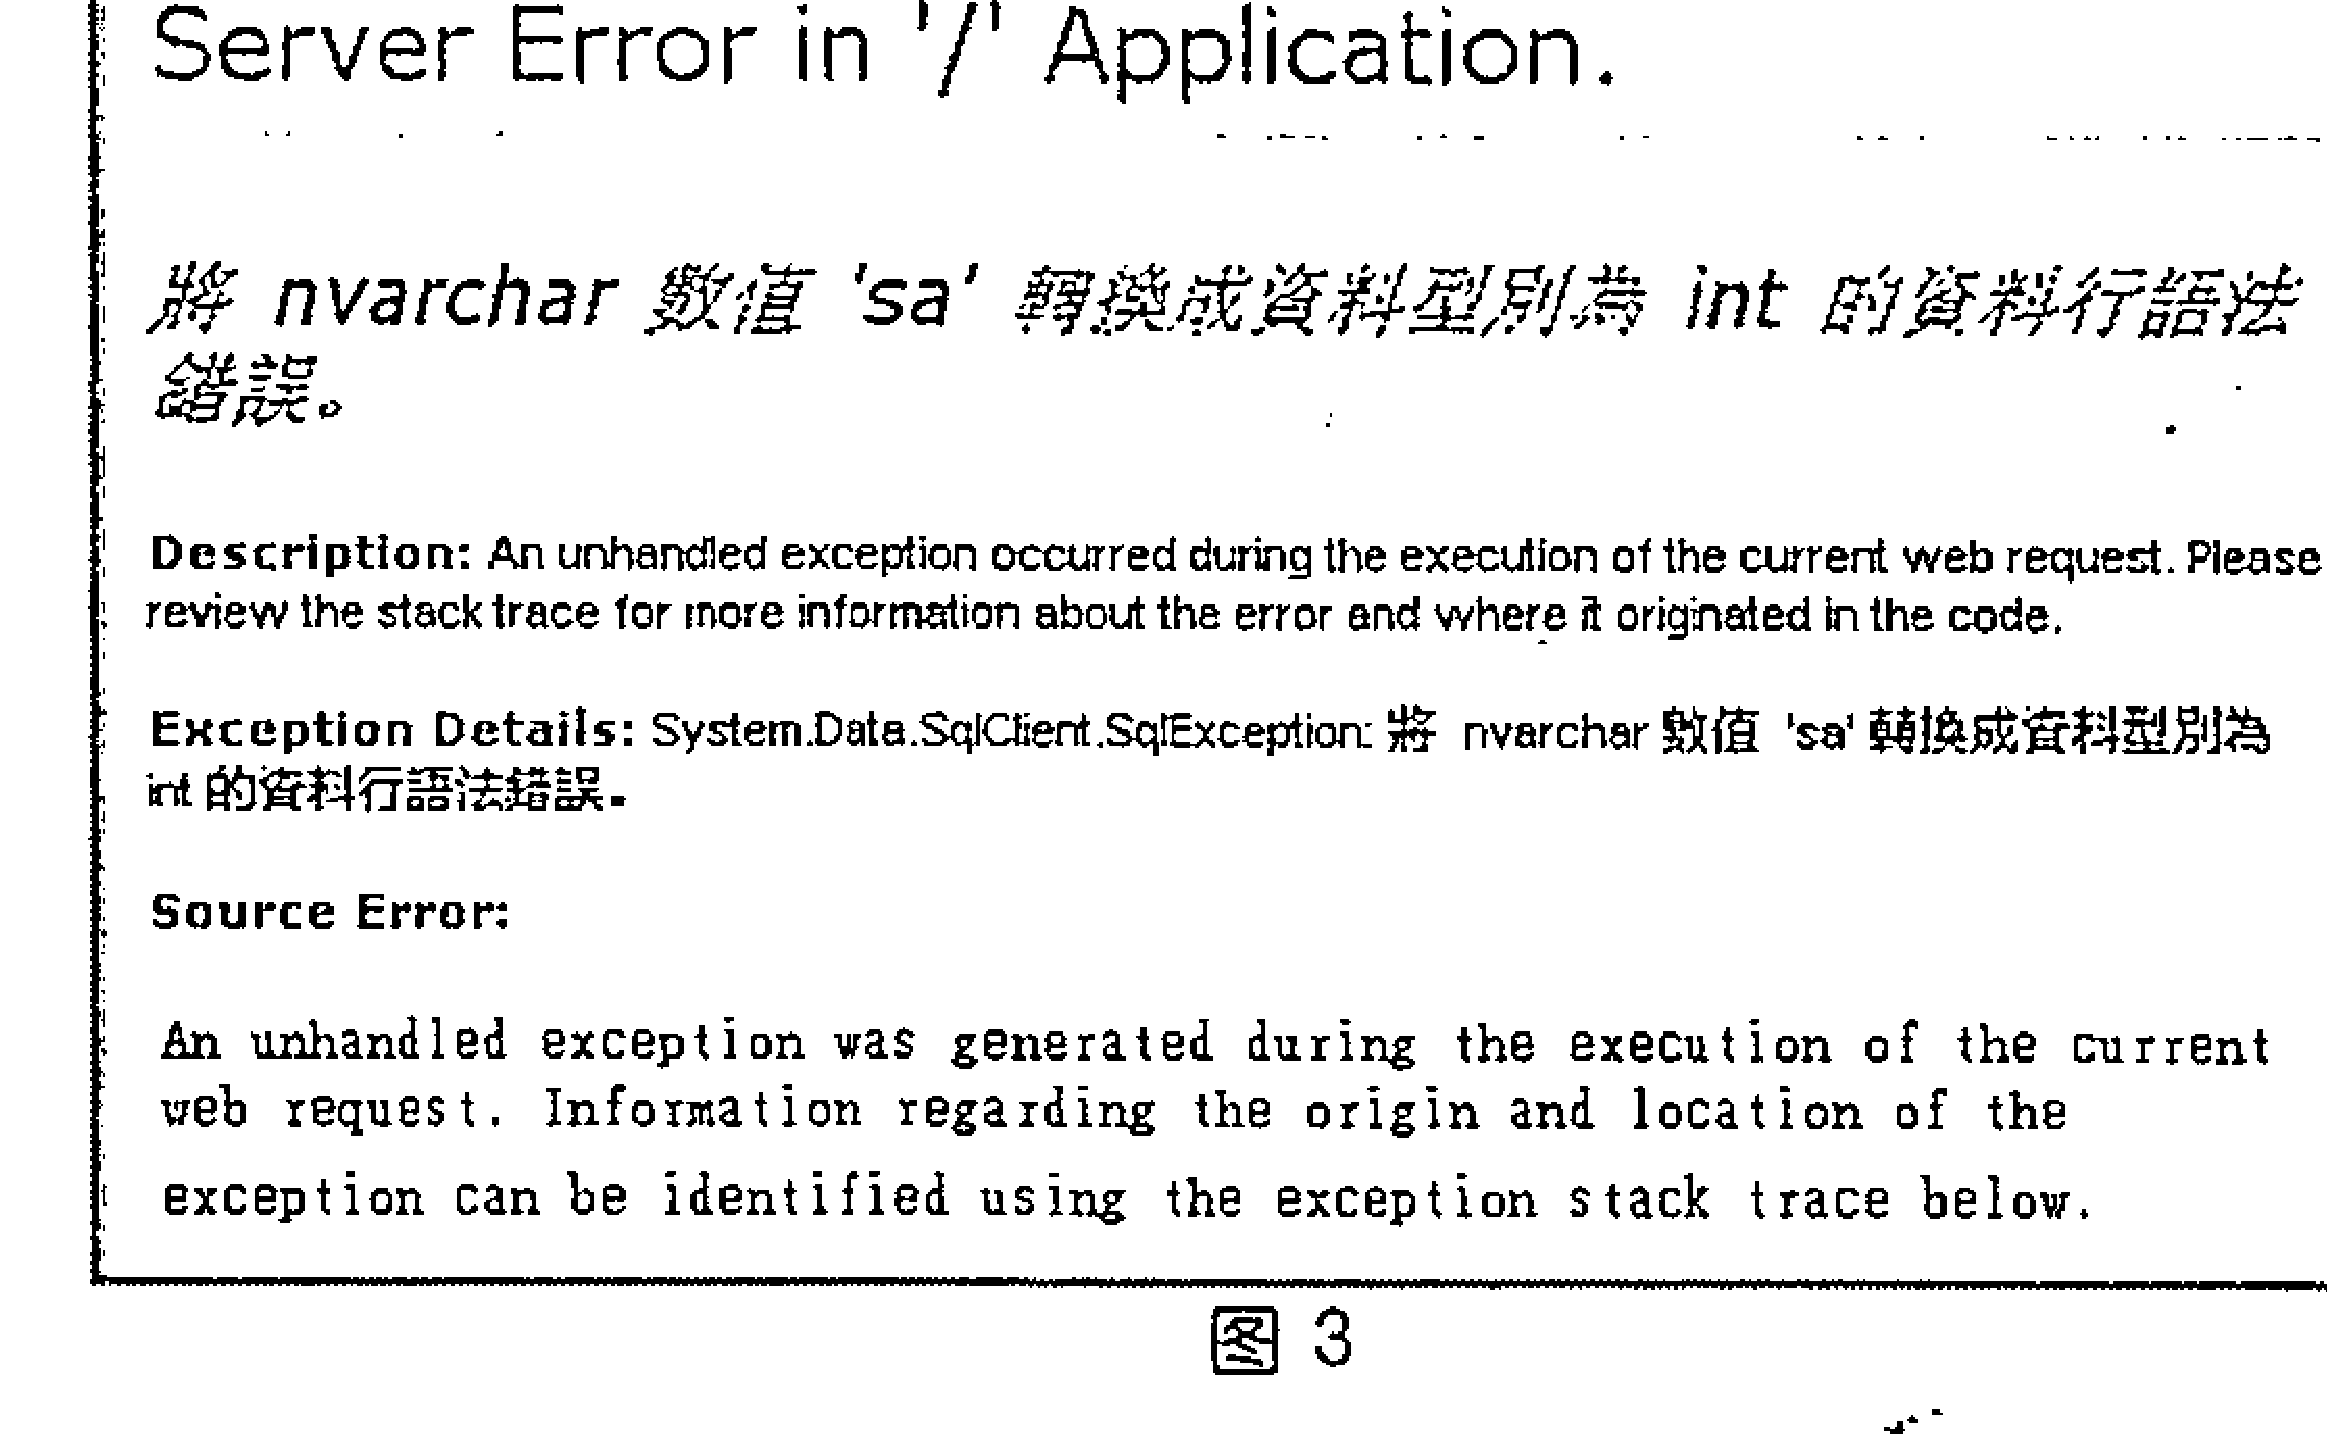 Server Error in '/' Application.
將 nvarchar 數值 'sa' 轉換成資料型別為 int 的資料行語法
錯誤。
Description: An unhandled exception occurred during the execution of the current web request. Please
review the stack trace for more information about the error and where it originated in the code.
Exception Details: System.Data.SqlClient.SqlException: 將 nvarchar 數值 'sa' 轉換成資料型別為
int 的資料行語法錯誤。
Source Error:
An unhandled exception was generated during the execution of the current
web request. Information regarding the origin and location of the
exception can be identified using the exception stack trace below.
图 3